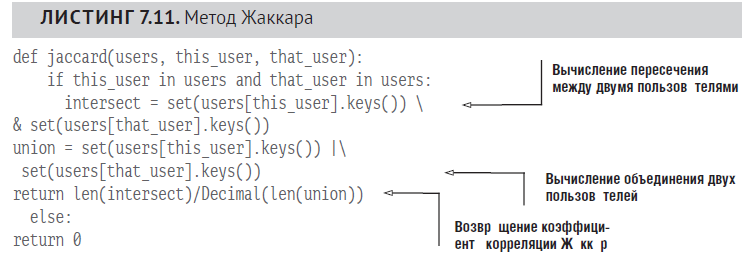 ЛИСТИНГ 7.11. Метод Жаккара
def jaccard(users, this_user, that_user):
    if this_user in users and that_user in users:
      intersect = set(users[this_user].keys()) \
& set(users[that_user].keys())
union = set(users[this_user].keys()) |\
 set(users[that_user].keys())
return len(intersect)/Decimal(len(union))
  else:
return 0
Вычисление пересечения
между двумя пользов телями
Вычисление объединения двух
пользов телей
Возвр щение коэффици-
ент корреляции Ж кк р